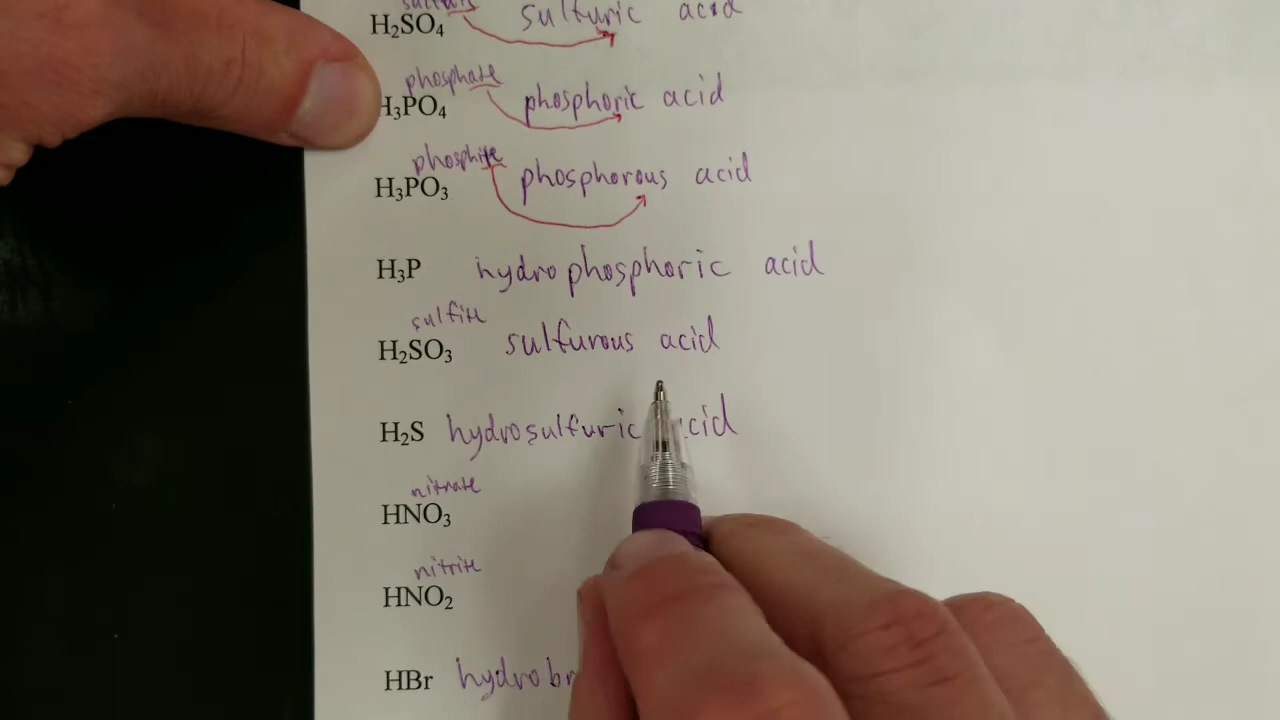 H₂SO₄ sulfuric acid
phosphate
H₃PO₄ phosphoric acid
phosphite
H₃PO₃ phosphorous acid
H₃P hydrophosphoric acid
sulfite
H₂SO₃ sulfurous acid
H₂S hydrosulfuric acid
nitrate
HNO₃
nitrite
HNO₂
HBr hydrobr